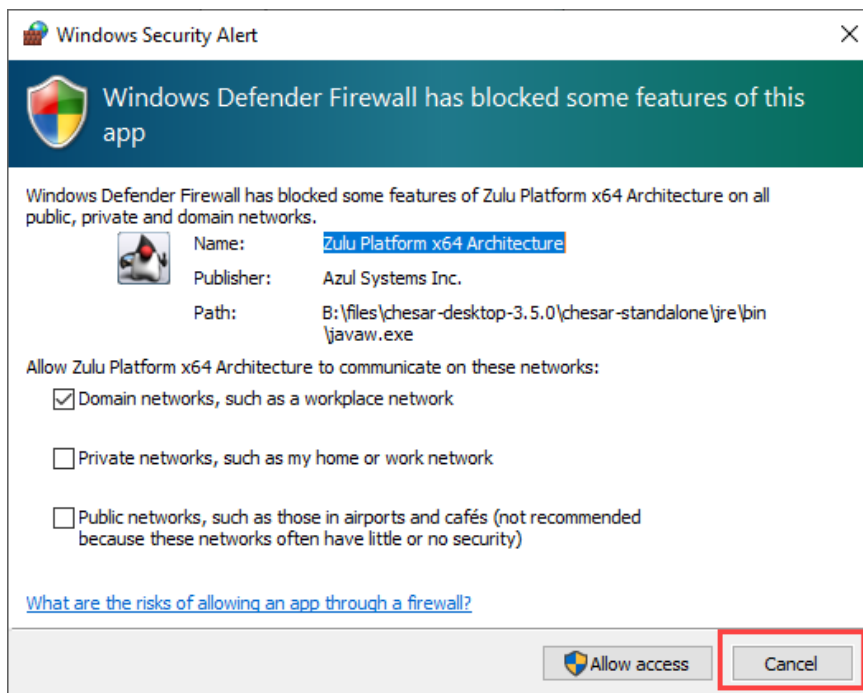 Windows Security Alert
Windows Defender Firewall has blocked some features of this
app
Windows Defender Firewall has blocked some features of Zulu Platform x64 Architecture on all
public, private and domain networks.
Name: Zulu Platform x64 Architecture
Publisher: Azul Systems Inc.
Path: B:\files\chesar-desktop-3.5.0\chesar-standalone\jre\bin
\javaw.exe
Allow Zulu Platform x64 Architecture to communicate on these networks:
Domain networks, such as a workplace network
Private networks, such as my home or work network
Public networks, such as those in airports and cafés (not recommended
because these networks often have little or no security)
What are the risks of allowing an app through a firewall?
Allow access Cancel